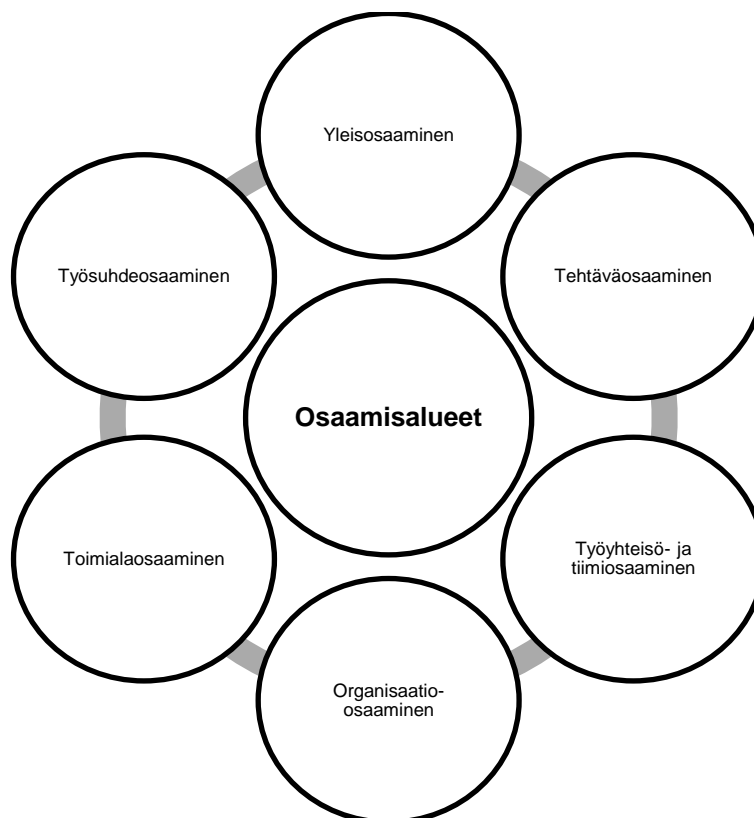 Yleisosaaminen
Työsuhdeosaaminen
Tehtäväosaaminen
Osaamisalueet
Toimialaosaaminen
Työyhteisö- ja
tiimiosaaminen
Organisaatio-
osaaminen